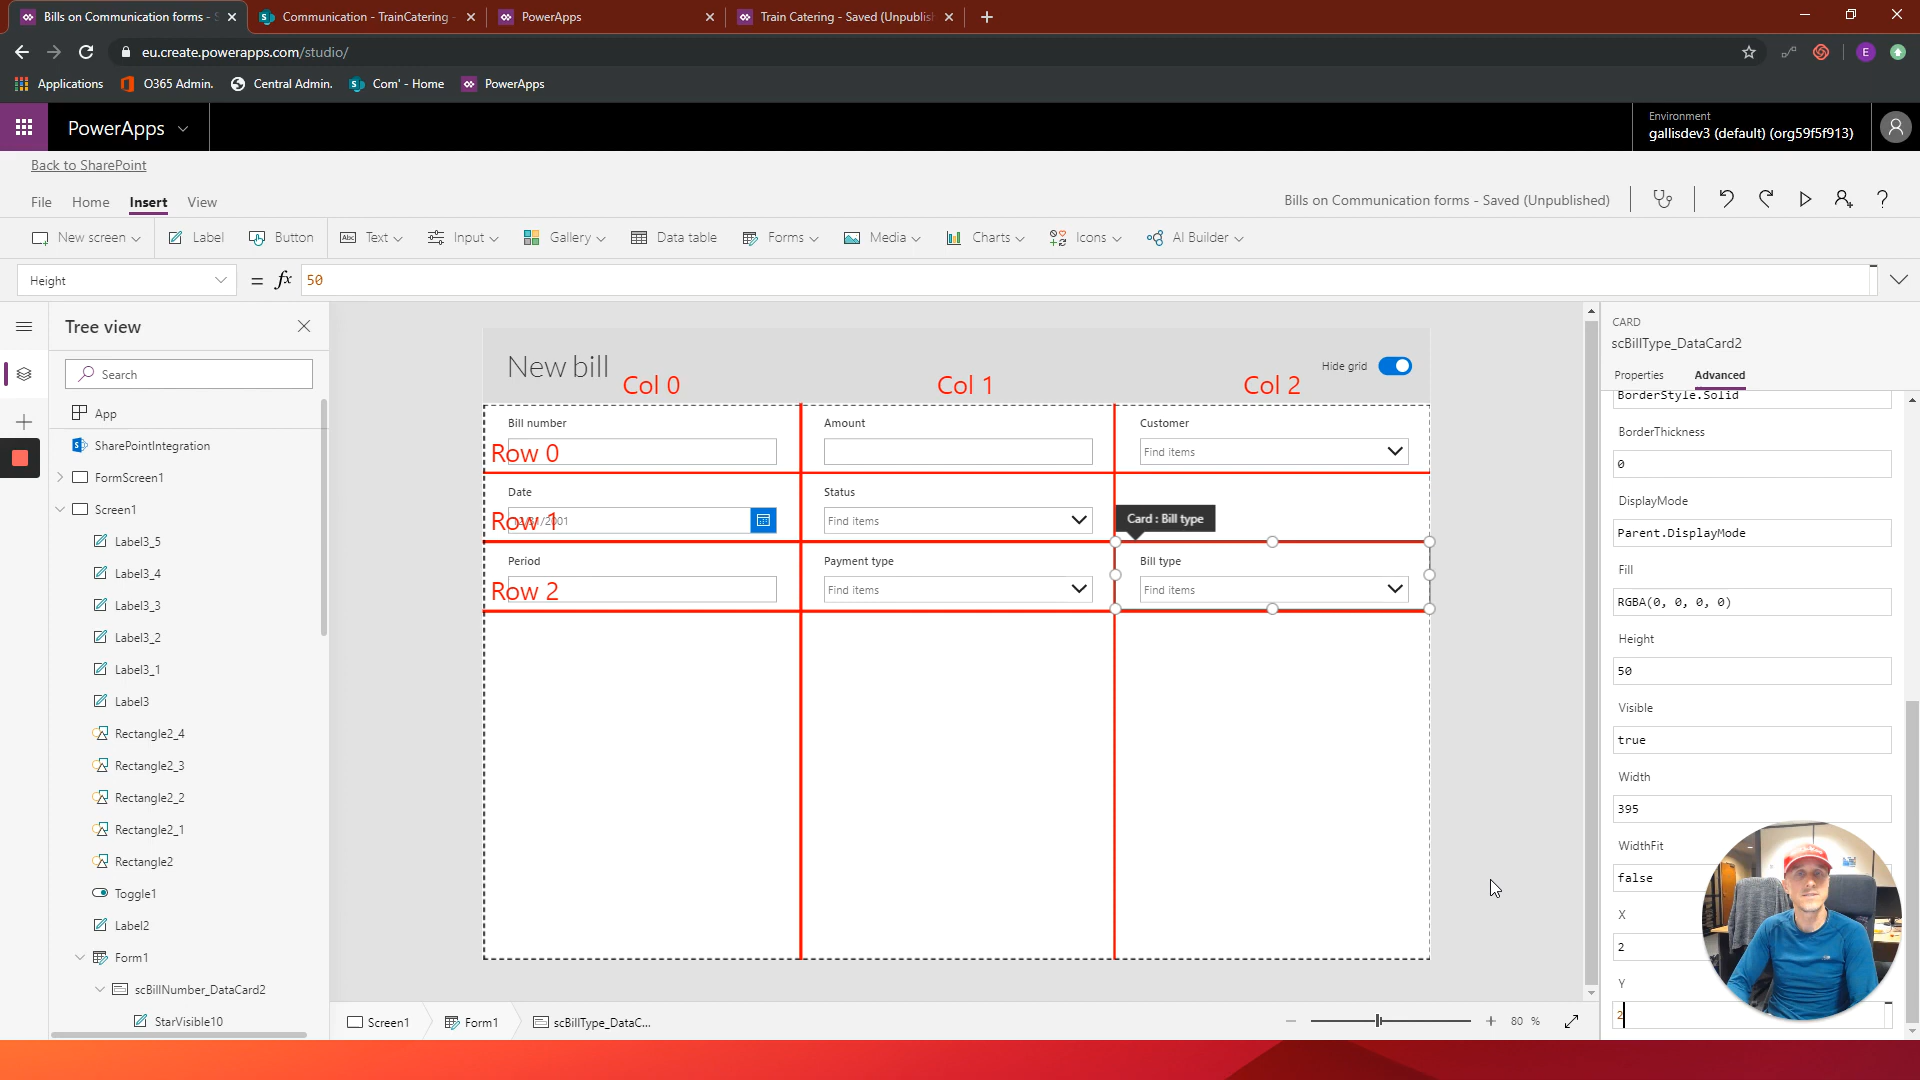 Bills on Communication forms - S
Communication - TrainCatering -
PowerApps
Train Catering - Saved (Unpublis
eu.create.powerapps.com/studio/
E
Applications
O365 Admin.
Central Admin.
Com' - Home
PowerApps
PowerApps
Environment
gallisdev3 (default) (org59f5f913)
Back to SharePoint
File
Home
Insert
View
Bills on Communication forms - Saved (Unpublished)
New screen
Label
Button
Abc
Text
Input
Gallery
Data table
Forms
Media
Charts
Icons
AI Builder
Height
= fx
50
Tree view
Search
App
SharePointIntegration
FormScreen1
Screen1
Label3_5
Label3_4
Label3_3
Label3_2
Label3_1
Label3
Rectangle2_4
Rectangle2_3
Rectangle2_2
Rectangle2_1
Rectangle2
Toggle1
Label2
Form1
scBillNumber_DataCard2
StarVisible10
New bill
Hide grid
Col 0
Col 1
Col 2
Bill number
Amount
Customer
Row 0
Find items
Date
Status
Row 1
12/31/2001
Find items
Card : Bill type
Period
Payment type
Bill type
Row 2
Find items
Find items
Screen1
Form1
scBillType_DataC...
80 %
CARD
scBillType_DataCard2
Properties
Advanced
BorderStyle.Solid
BorderThickness
0
DisplayMode
Parent.DisplayMode
Fill
RGBA(0, 0, 0, 0)
Height
50
Visible
true
Width
395
WidthFit
false
X
2
Y
2